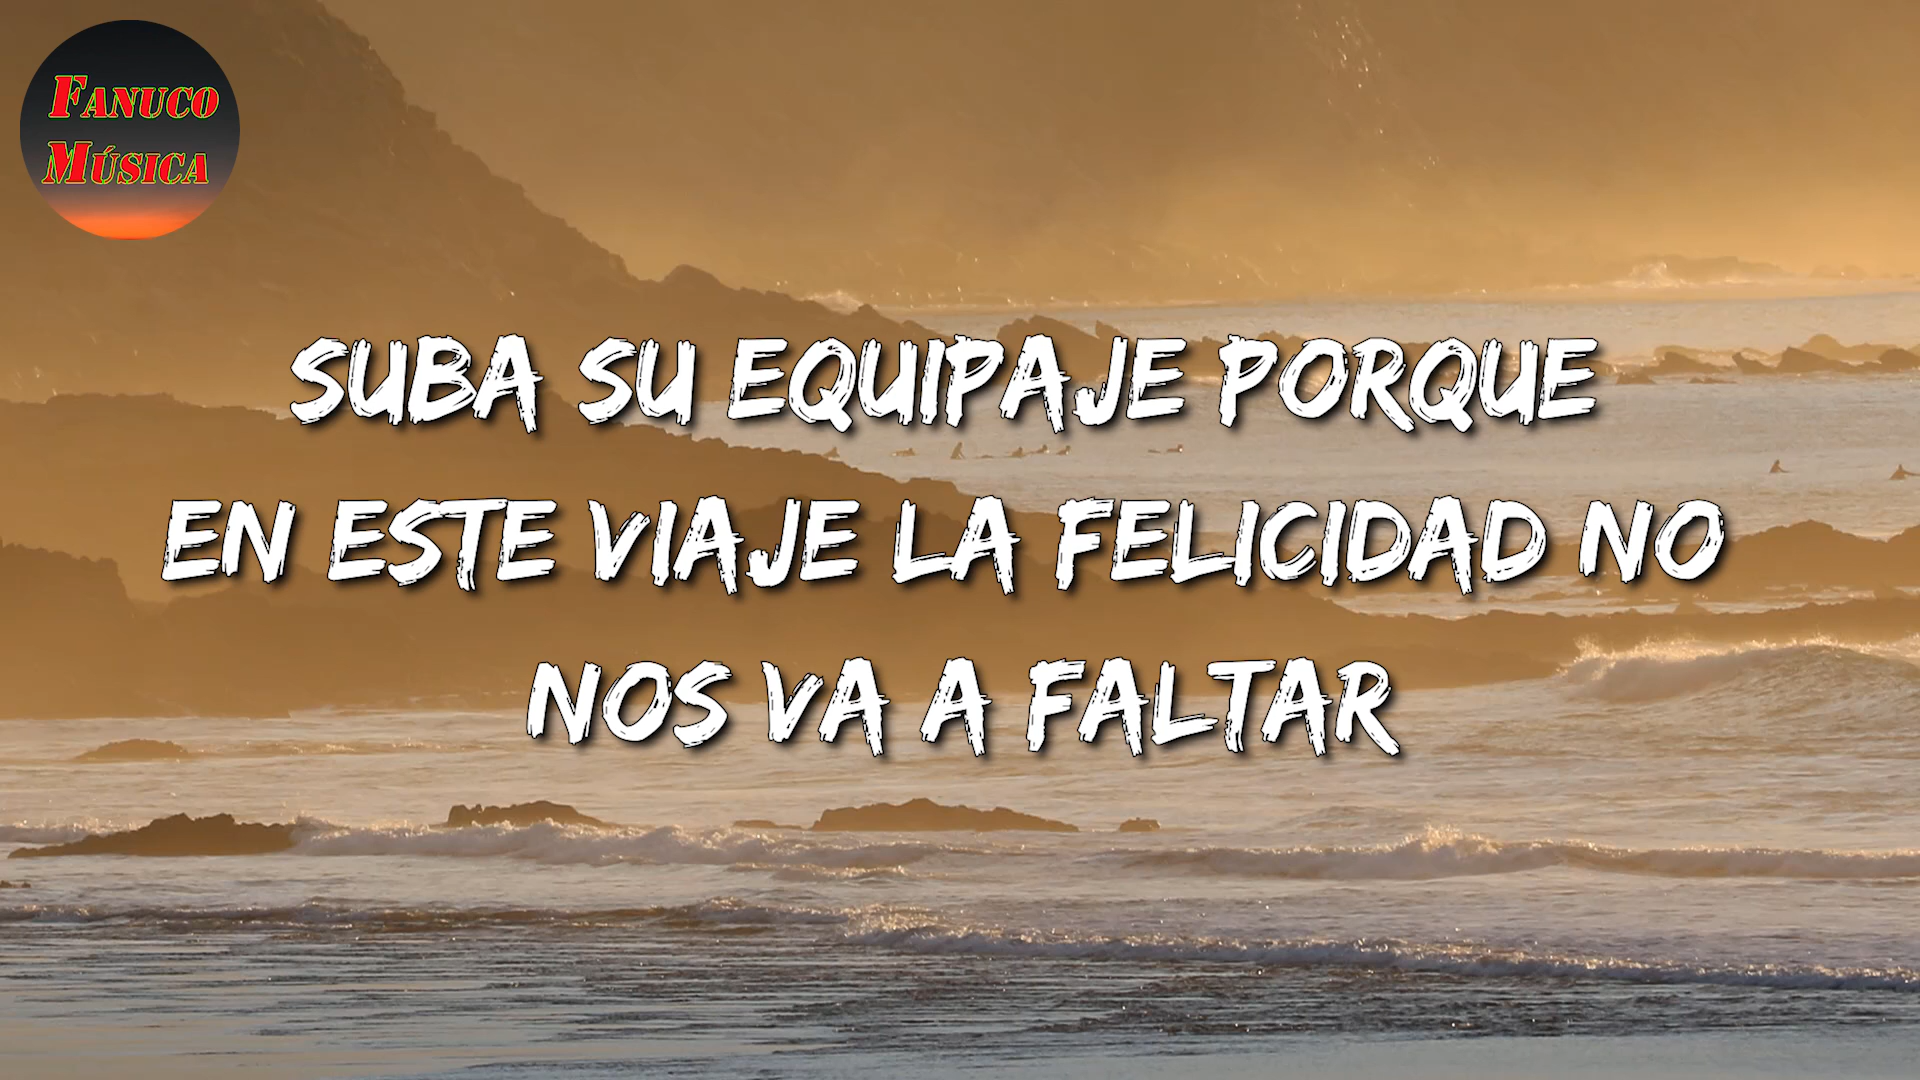 FANUCO
MÚSICA
SUBA SU EQUIPAJE PORQUE
EN ESTE VIAJE LA FELICIDAD NO
NOS VA A FALTAR